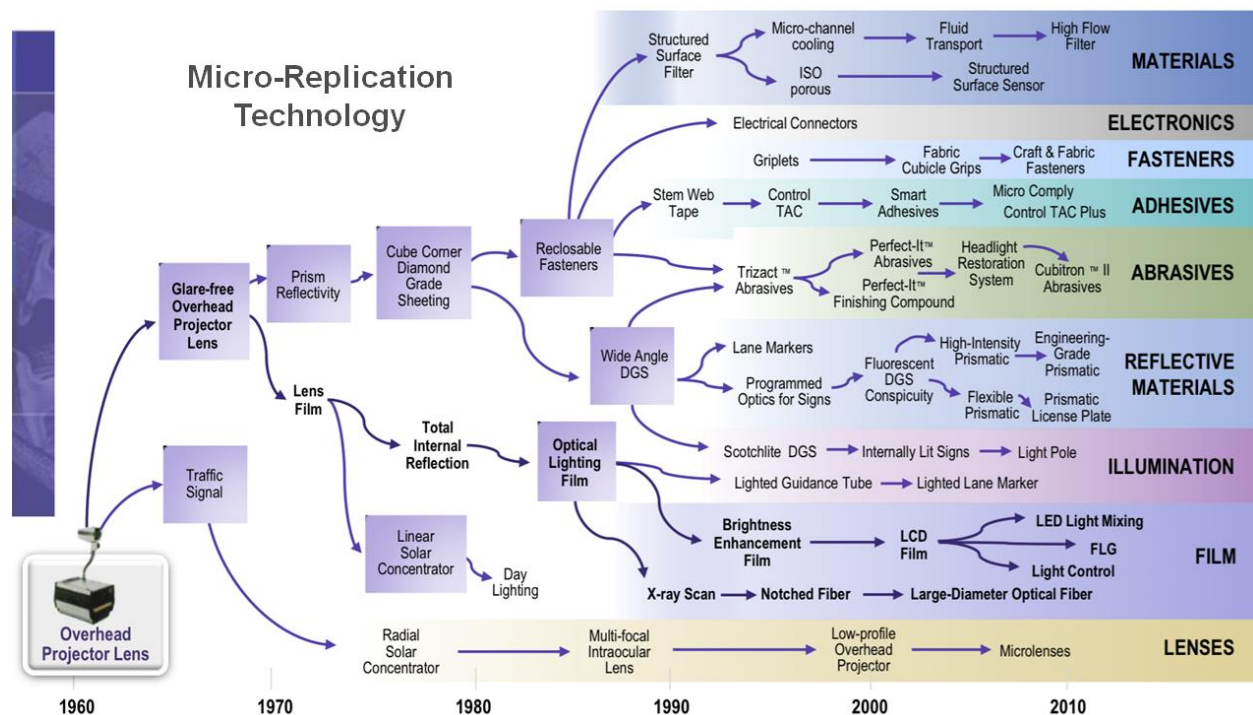 Micro-Replication
Technology
Structured
Surface
Filter
Micro-channel
cooling
Fluid
Transport
High Flow
Filter
ISO
porous
Structured
Surface Sensor
MATERIALS
Electrical Connectors
ELECTRONICS
Griplets
Fabric
Cubicle Grips
Craft & Fabric
Fasteners
FASTENERS
Stem Web
Tape
Control
TAC
Smart
Adhesives
Micro Comply
Control TAC Plus
ADHESIVES
Glare-free
Overhead
Projector
Lens
Prism
Reflectivity
Cube Corner
Diamond
Grade
Sheeting
Reclosable
Fasteners
Trizact ™
Abrasives
Perfect-It™
Abrasives
Perfect-It™
Finishing Compound
Headlight
Restoration
System
Cubitron ™ II
Abrasives
ABRASIVES
Wide Angle
DGS
Lane Markers
Programmed
Optics for Signs
Fluorescent
DGS
Conspicuity
High-Intensity
Prismatic
Engineering-
Grade
Prismatic
Flexible
Prismatic
Prismatic
License Plate
REFLECTIVE
MATERIALS
Lens
Film
Total
Internal
Reflection
Optical
Lighting
Film
Scotchlite DGS
Internally Lit Signs
Light Pole
Lighted Guidance Tube
Lighted Lane Marker
ILLUMINATION
Traffic
Signal
Linear
Solar
Concentrator
Day
Lighting
Brightness
Enhancement
Film
LCD
Film
LED Light Mixing
FLG
Light Control
X-ray Scan
Notched Fiber
Large-Diameter Optical Fiber
FILM
Overhead
Projector Lens
Radial
Solar
Concentrator
Multi-focal
Intraocular
Lens
Low-profile
Overhead
Projector
Microlenses
LENSES
1960
1970
1980
1990
2000
2010